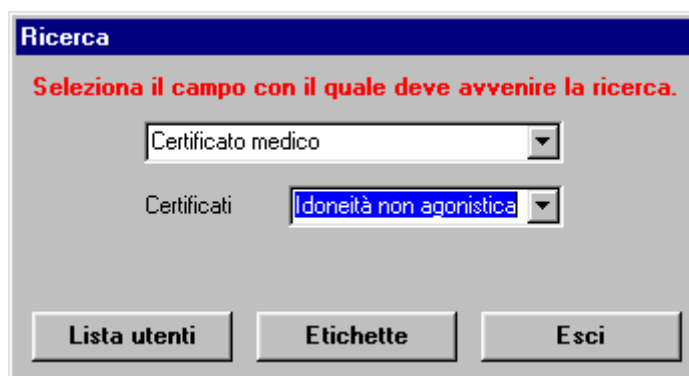 Ricerca
Seleziona il campo con il quale deve avvenire la ricerca.
Certificato medico
Certificati Idoneità non agonistica
Lista utenti Etichette Esci